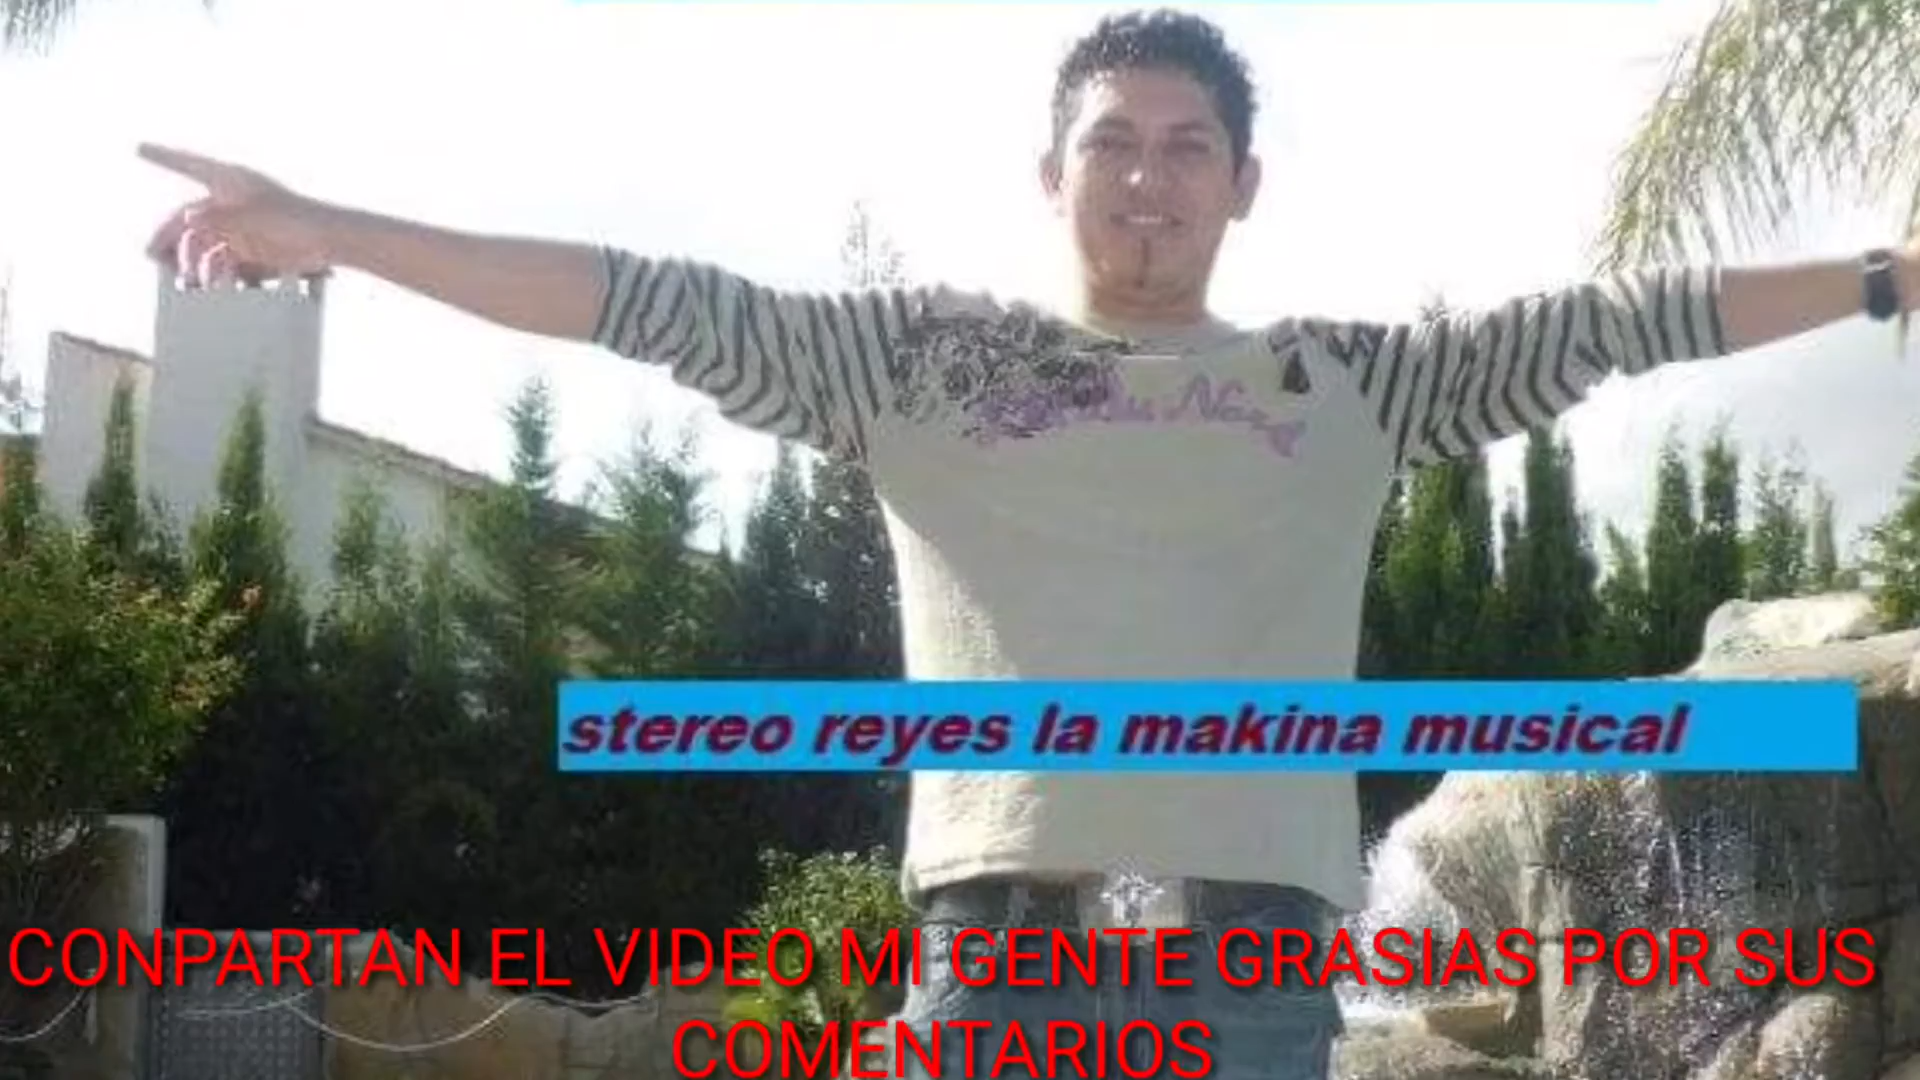 stereo reyes la makina musical
CONPARTAN EL VIDEO MI GENTE GRASIAS POR SUS
COMENTARIOS